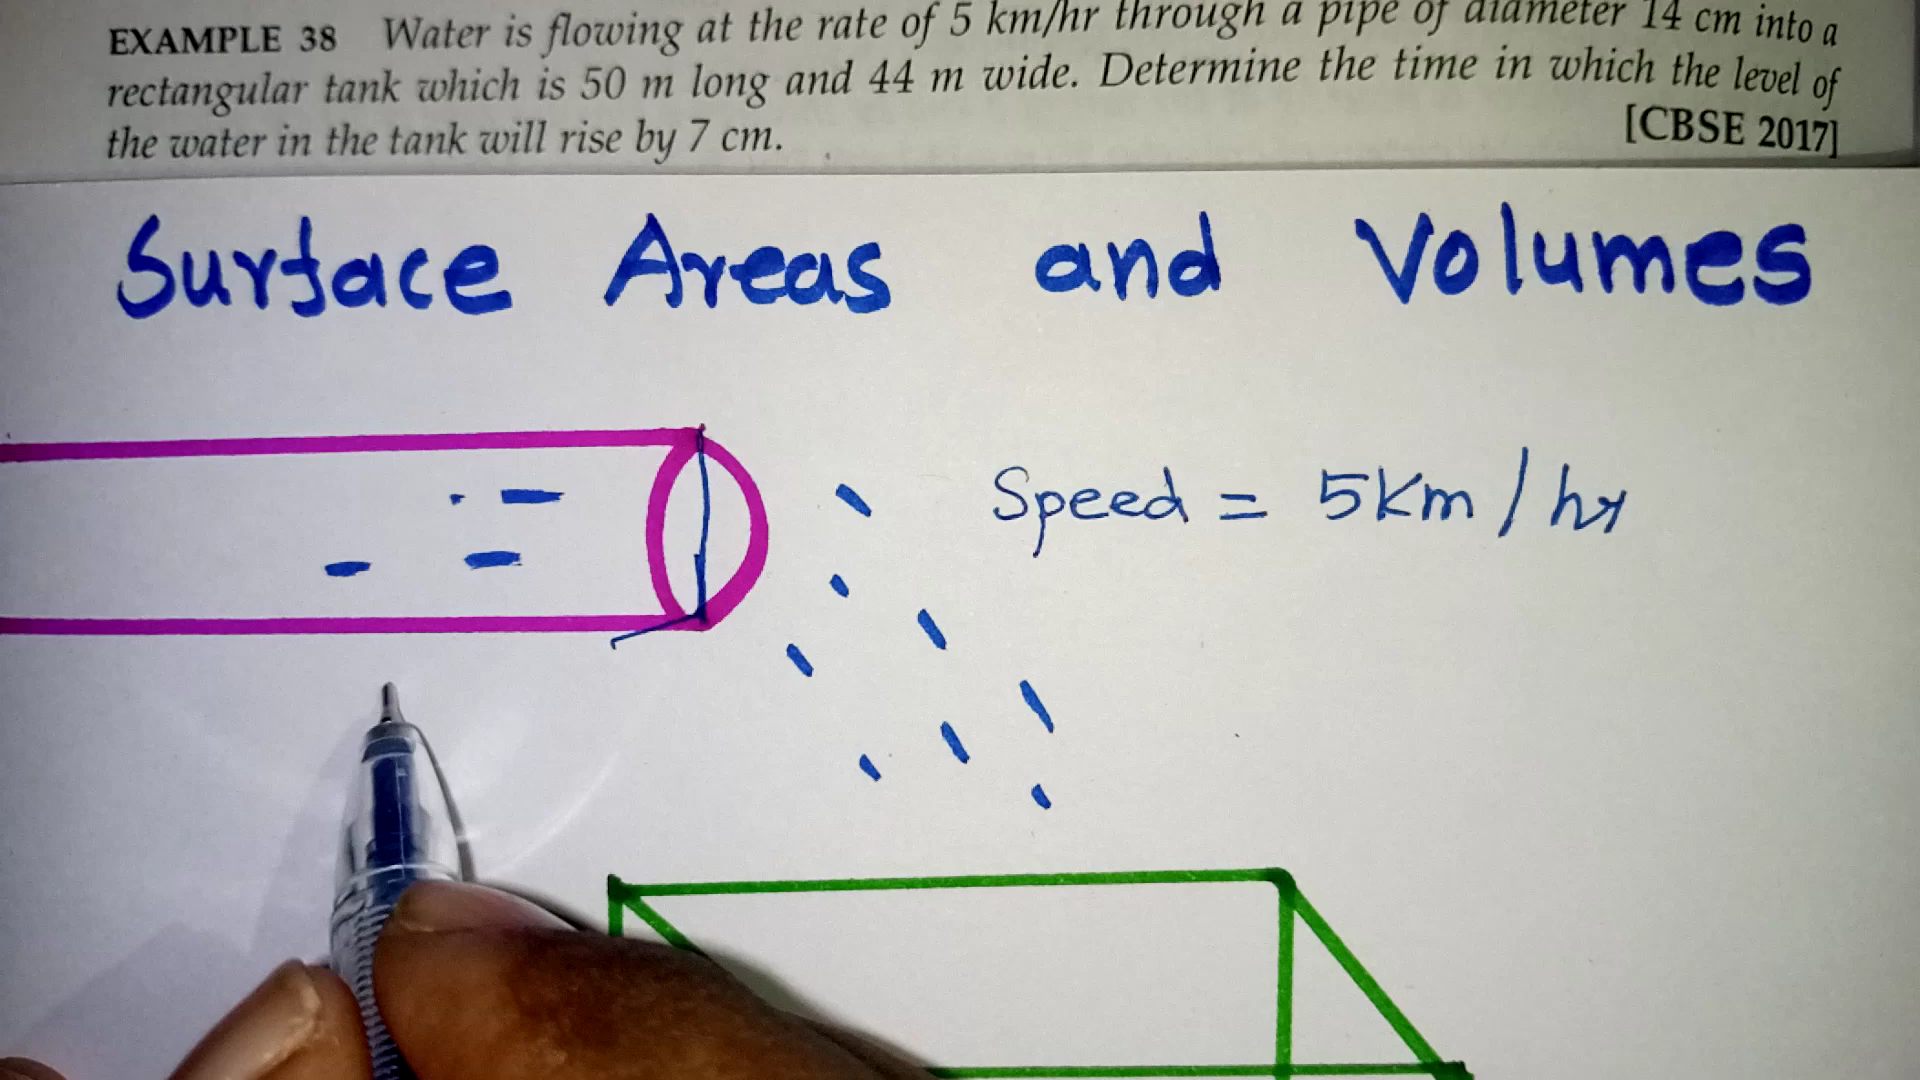 EXAMPLE 38 Water is flowing at the rate of 5 km/hr through a pipe of diameter 14 cm into a
rectangular tank which is 50 m long and 44 m wide. Determine the time in which the level of
the water in the tank will rise by 7 cm. [CBSE 2017]
Surface Areas and Volumes
Speed = 5Km/hr